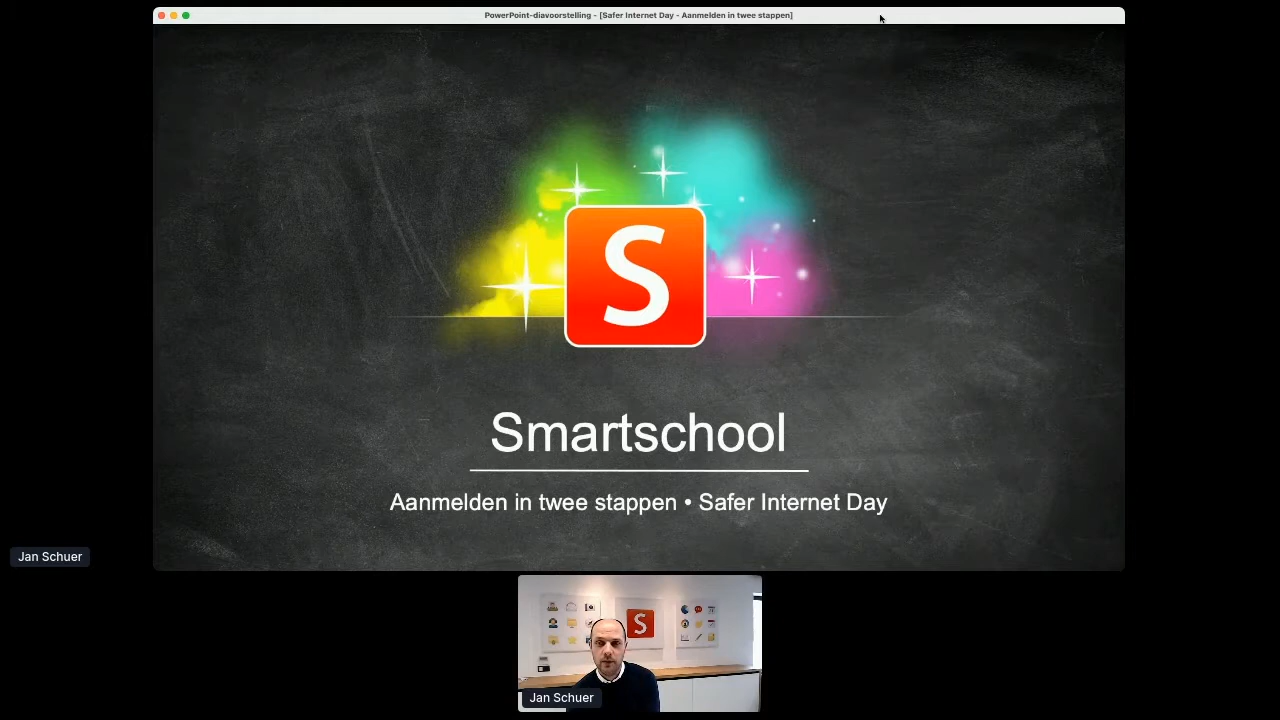 PowerPoint-diavoorstelling - [Safer Internet Day - Aanmelden in twee stappen]
S
Smartschool
Aanmelden in twee stappen • Safer Internet Day
Jan Schuer
S
Jan Schuer